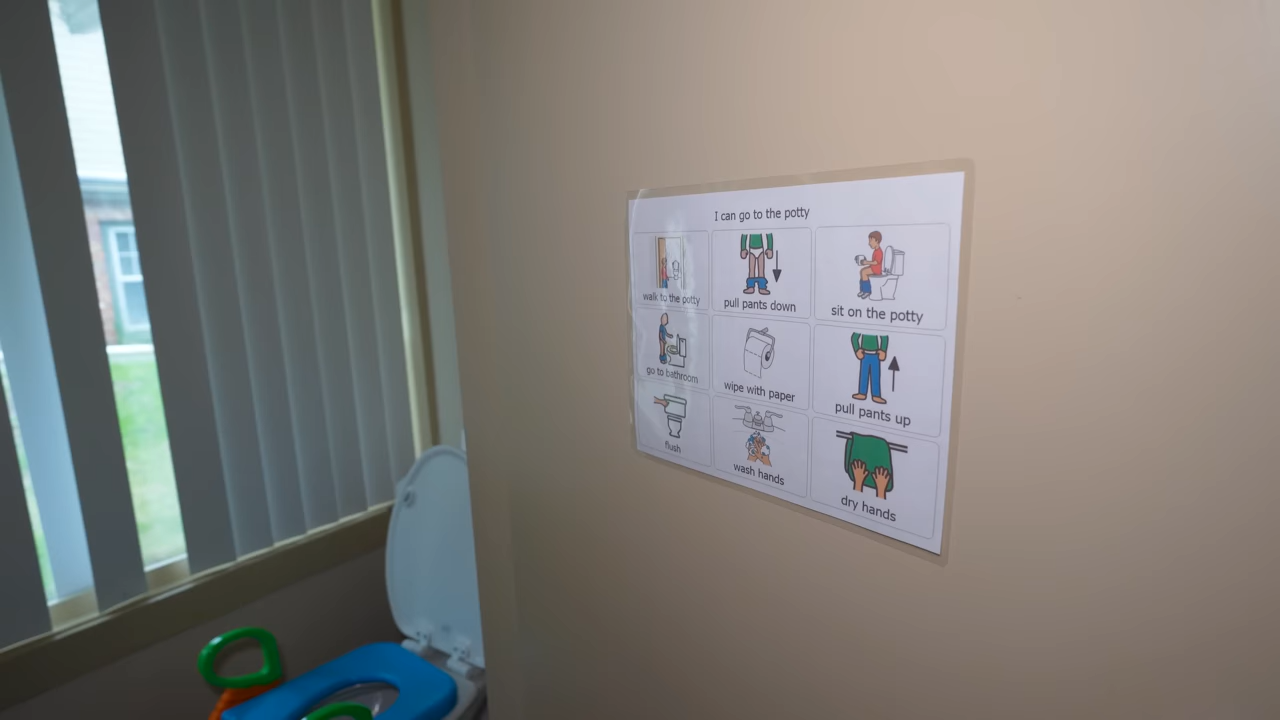 I can go to the potty
walk to the potty
pull pants down
sit on the potty
go to bathroom
wipe with paper
pull pants up
flush
wash hands
dry hands